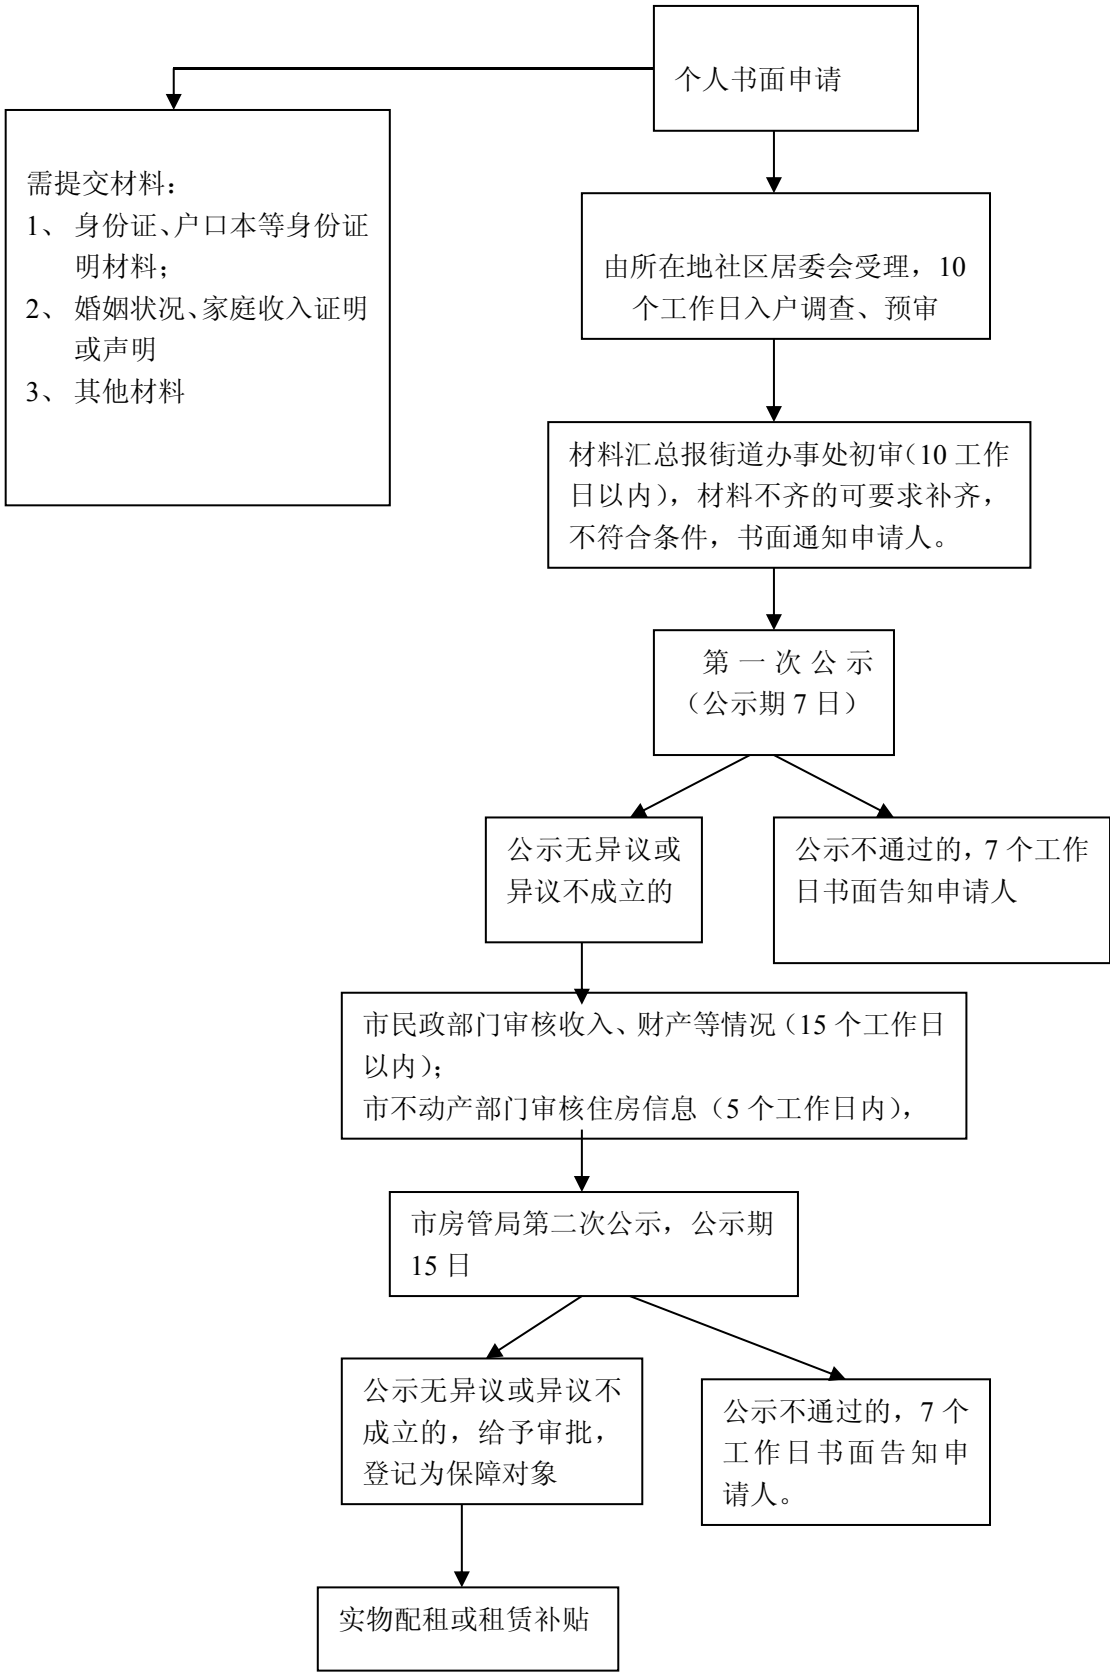 个人书面申请
需提交材料：
1、 身份证、户口本等身份证
明材料；
2、 婚姻状况、家庭收入证明
或声明
3、 其他材料
由所在地社区居委会受理，10
个工作日入户调查、预审
材料汇总报街道办事处初审（10 工作
日以内），材料不齐的可要求补齐，
不符合条件，书面通知申请人。
第一次公示
（公示期 7 日）
公示无异议或
异议不成立的
公示不通过的，7 个工作
日书面告知申请人
市民政部门审核收入、财产等情况（15 个工作日
以内）；
市不动产部门审核住房信息（5 个工作日内），
市房管局第二次公示，公示期
15 日
公示无异议或异议不
成立的，给予审批，
登记为保障对象
公示不通过的，7 个
工作日书面告知申
请人。
实物配租或租赁补贴